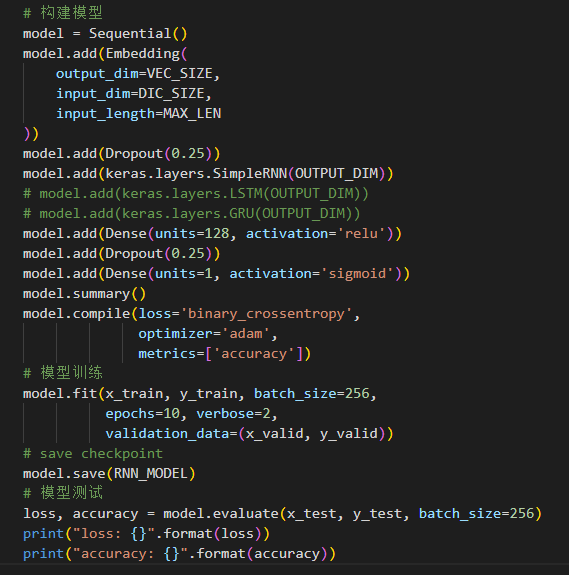 # 构建模型
model = Sequential()
model.add(Embedding(
    output_dim=VEC_SIZE,
    input_dim=DIC_SIZE,
    input_length=MAX_LEN
))
model.add(Dropout(0.25))
model.add(keras.layers.SimpleRNN(OUTPUT_DIM))
# model.add(keras.layers.LSTM(OUTPUT_DIM))
# model.add(keras.layers.GRU(OUTPUT_DIM))
model.add(Dense(units=128, activation='relu'))
model.add(Dropout(0.25))
model.add(Dense(units=1, activation='sigmoid'))
model.summary()
model.compile(loss='binary_crossentropy',
              optimizer='adam',
              metrics=['accuracy'])
# 模型训练
model.fit(x_train, y_train, batch_size=256,
          epochs=10, verbose=2,
          validation_data=(x_valid, y_valid))
# save checkpoint
model.save(RNN_MODEL)
# 模型测试
loss, accuracy = model.evaluate(x_test, y_test, batch_size=256)
print("loss: {}".format(loss))
print("accuracy: {}".format(accuracy))